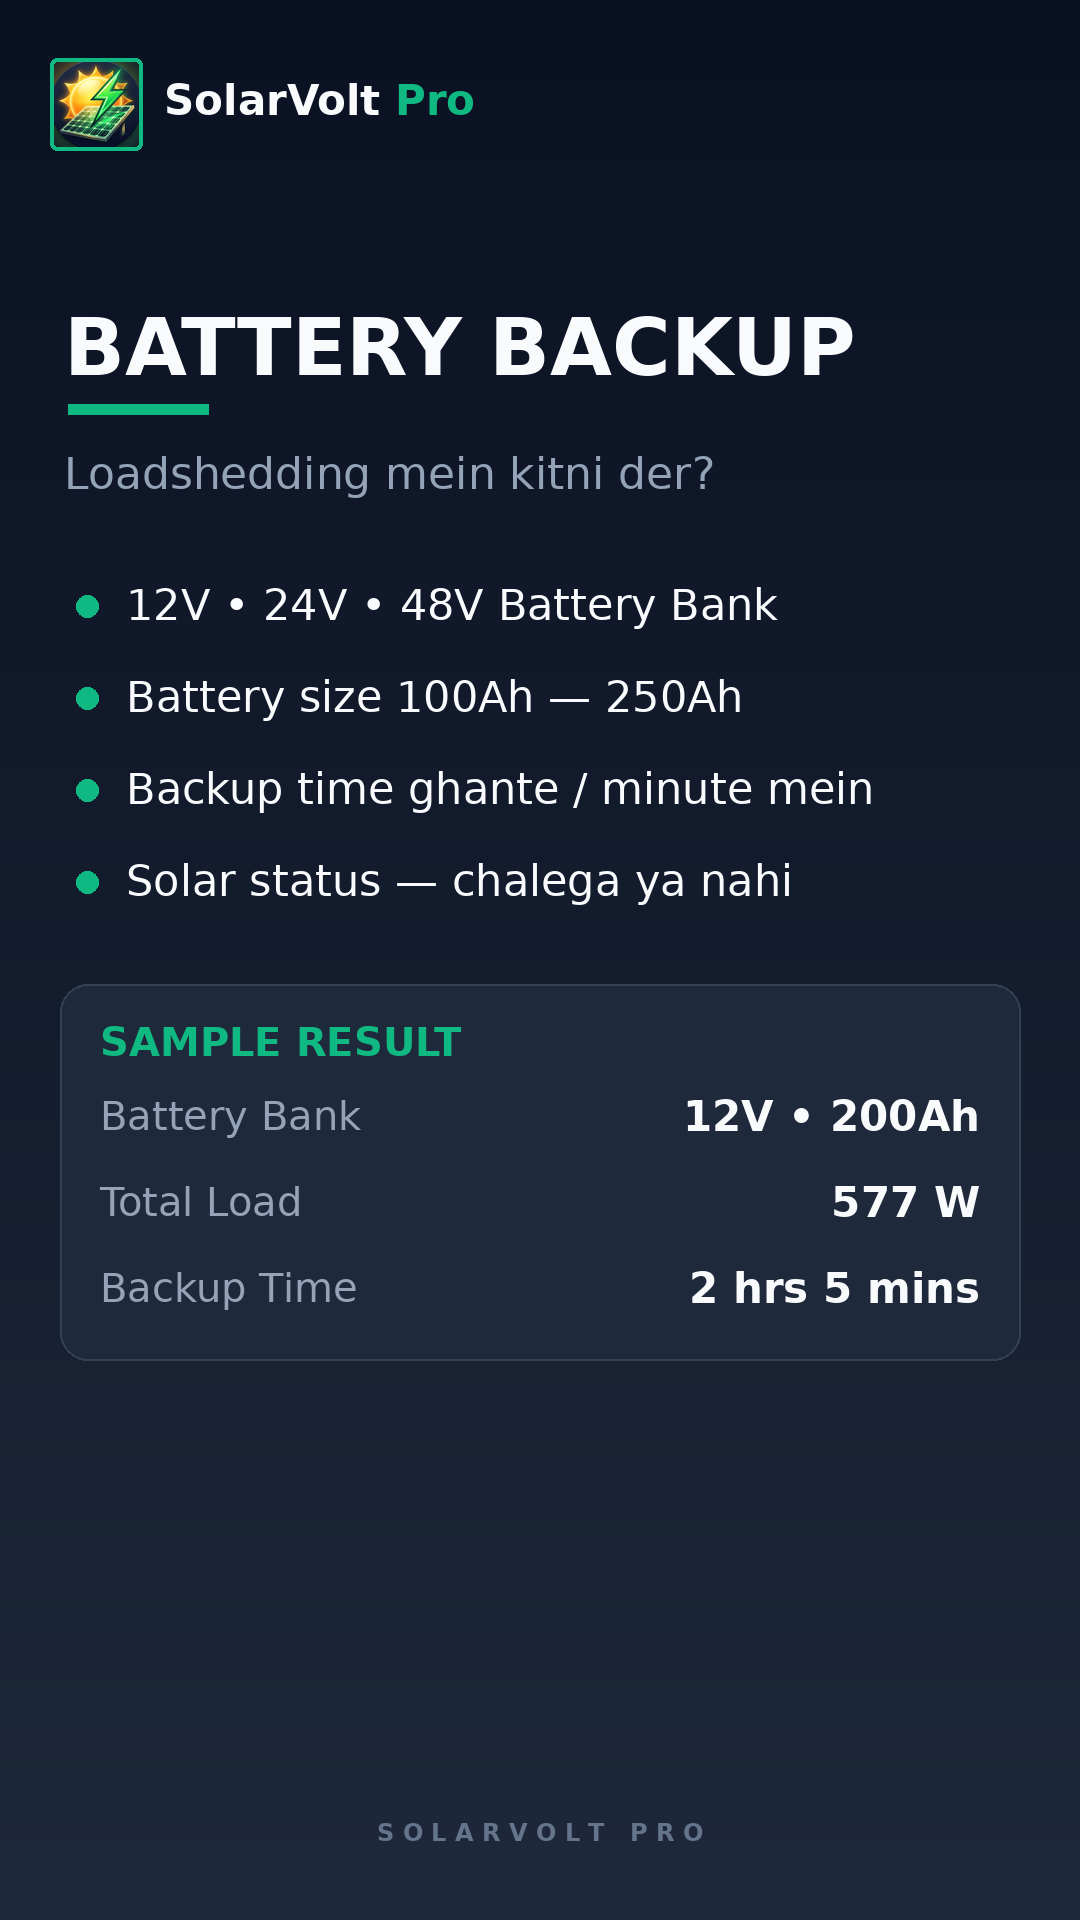 SolarVolt Pro
BATTERY BACKUP
Loadshedding mein kitni der?
12V • 24V • 48V Battery Bank
Battery size 100Ah — 250Ah
Backup time ghante / minute mein
Solar status — chalega ya nahi
SAMPLE RESULT
Battery Bank 12V • 200Ah
Total Load 577 W
Backup Time 2 hrs 5 mins
SOLARVOLT PRO